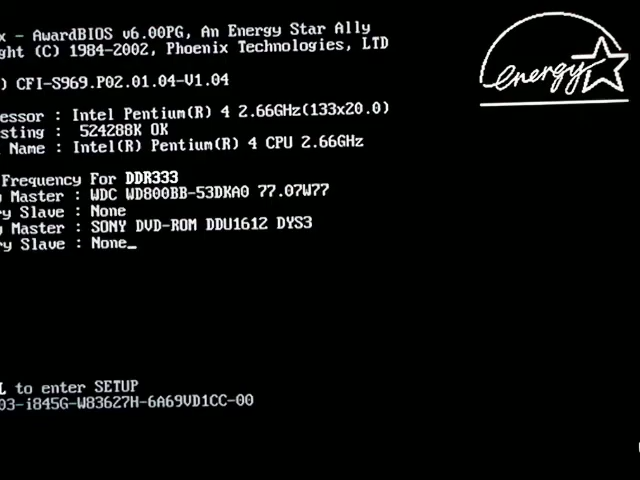 x - AwardBIOS v6.00PG, An Energy Star Ally
ght (C) 1984-2002, Phoenix Technologies, LTD
energy
) CFI-S969.P02.01.04-V1.04
essor : Intel Pentium(R) 4 2.66GHz(133x20.0)
sting : 524288K OK
Name : Intel(R) Pentium(R) 4 CPU 2.66GHz
Frequency For DDR333
y Master : WDC WD800BB-53DKA0 77.07W77
ry Slave : None
y Master : SONY DVD-ROM DDU1612 DYS3
ry Slave : None_
L to enter SETUP
03-i845G-W83627H-6A69VD1CC-00